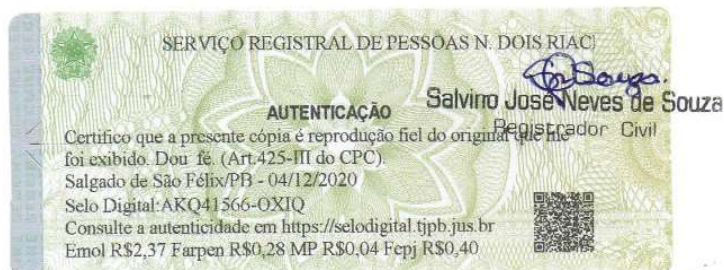 SERVIÇO REGISTRAL DE PESSOAS N. DOIS RIAC
Salvino José Neves de Souza
Registrador Civil
AUTENTICAÇÃO
Certifico que a presente cópia é reprodução fiel do original que me
foi exibido. Dou fé. (Art.425-III do CPC).
Salgado de São Félix/PB - 04/12/2020
Selo Digital:AKQ41566-OXIQ
Consulte a autenticidade em https://selodigital.tjpb.jus.br
Emol R$2,37 Farpen R$0,28 MP R$0,04 Fepj R$0,40